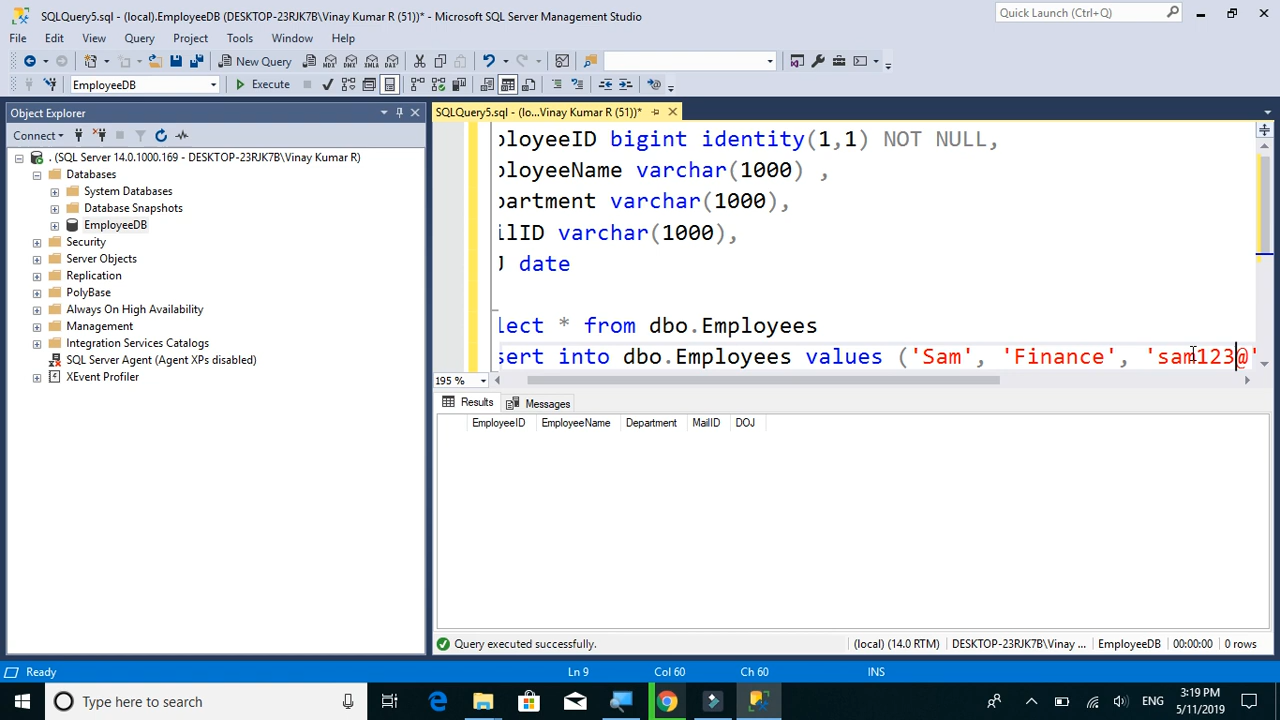 SQLQuery5.sql - (local).EmployeeDB (DESKTOP-23RJK7B\Vinay Kumar R (51))* - Microsoft SQL Server Management Studio
Quick Launch (Ctrl+Q)
File Edit View Query Project Tools Window Help
New Query
EmployeeDB
Execute
Object Explorer
SQLQuery5.sql - (lo...Vinay Kumar R (51))*
Connect
. (SQL Server 14.0.1000.169 - DESKTOP-23RJK7B\Vinay Kumar R)
Databases
System Databases
Database Snapshots
EmployeeDB
Security
Server Objects
Replication
PolyBase
Always On High Availability
Management
Integration Services Catalogs
SQL Server Agent (Agent XPs disabled)
XEvent Profiler
ployeeID bigint identity(1,1) NOT NULL,
ployeeName varchar(1000) ,
partment varchar(1000),
ilID varchar(1000),
J date
lect * from dbo.Employees
sert into dbo.Employees values ('Sam', 'Finance', 'sam123@'
195 %
Results Messages
EmployeeID EmployeeName Department MailID DOJ
Query executed successfully.
(local) (14.0 RTM) DESKTOP-23RJK7B\Vinay ... EmployeeDB 00:00:00 0 rows
Ready Ln 9 Col 60 Ch 60 INS
Type here to search
ENG
3:19 PM
5/11/2019